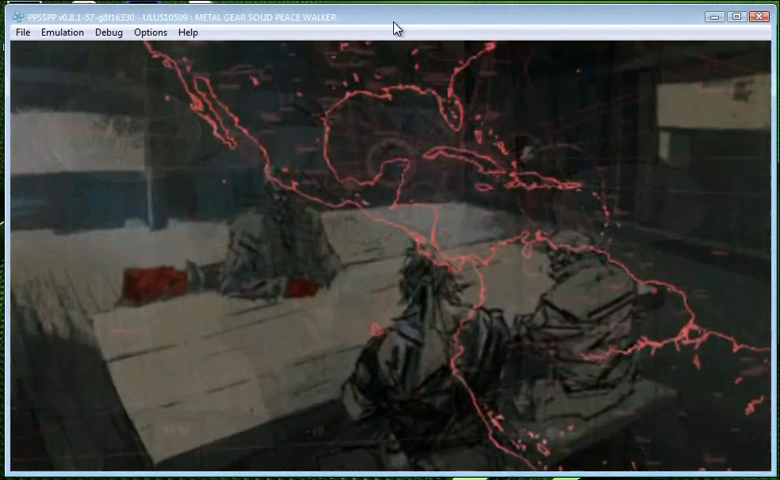 PPSSPP v0.8.1-57-g8f16330 - ULUS10509 : METAL GEAR SOLID PEACE WALKER
File Emulation Debug Options Help